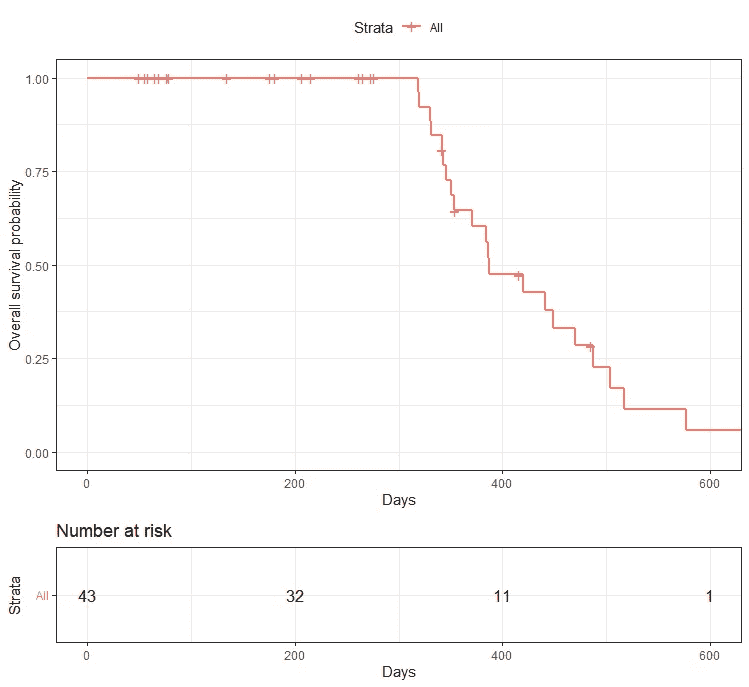 Strata All
1.00
0.75
0.50
0.25
0.00
Overall survival probability
0 200 400 600
Days
Number at risk
Strata
All 43 32 11 1
0 200 400 600
Days